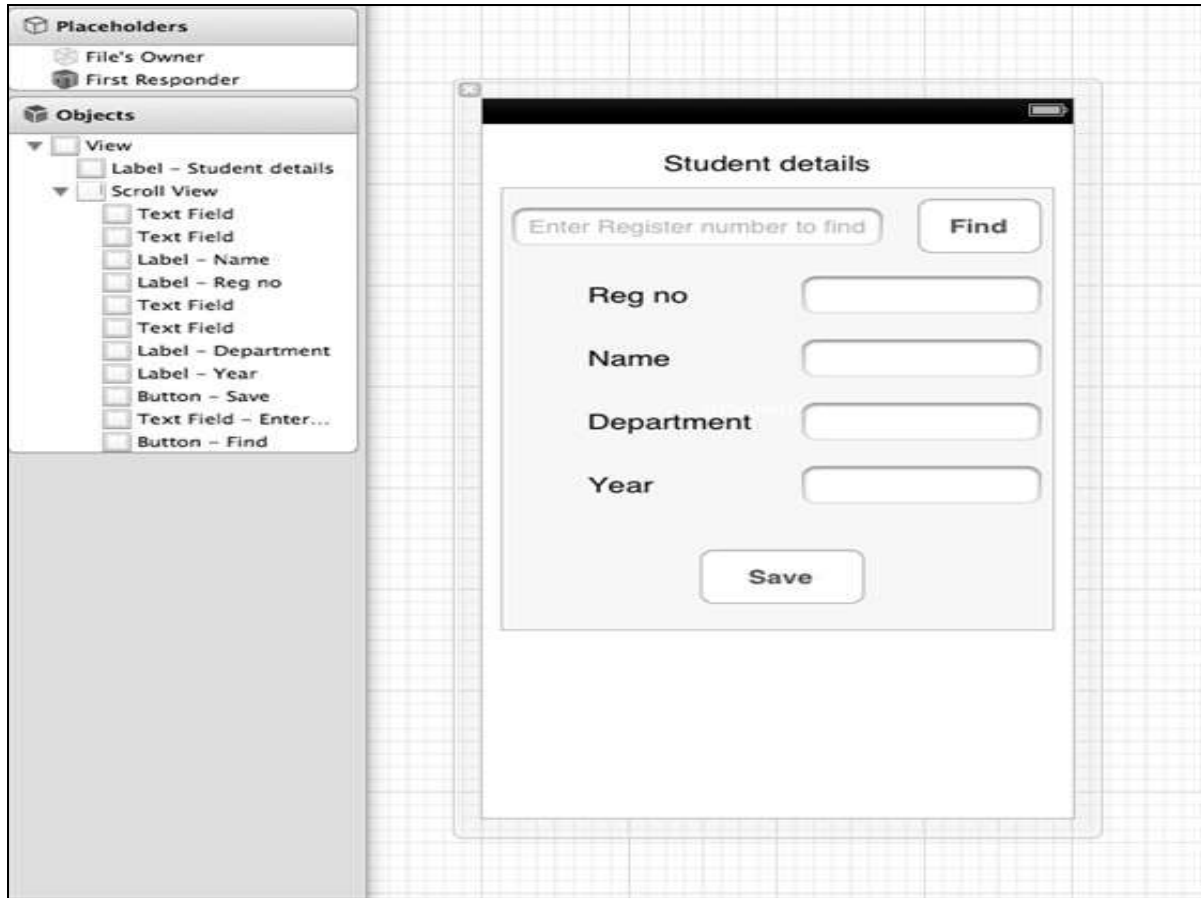 Placeholders
File's Owner
First Responder
Objects
View
Label – Student details
Scroll View
Text Field
Text Field
Label – Name
Label – Reg no
Text Field
Text Field
Label – Department
Label – Year
Button – Save
Text Field – Enter...
Button – Find
Student details
Enter Register number to find
Find
Reg no
Name
Department
Year
Save